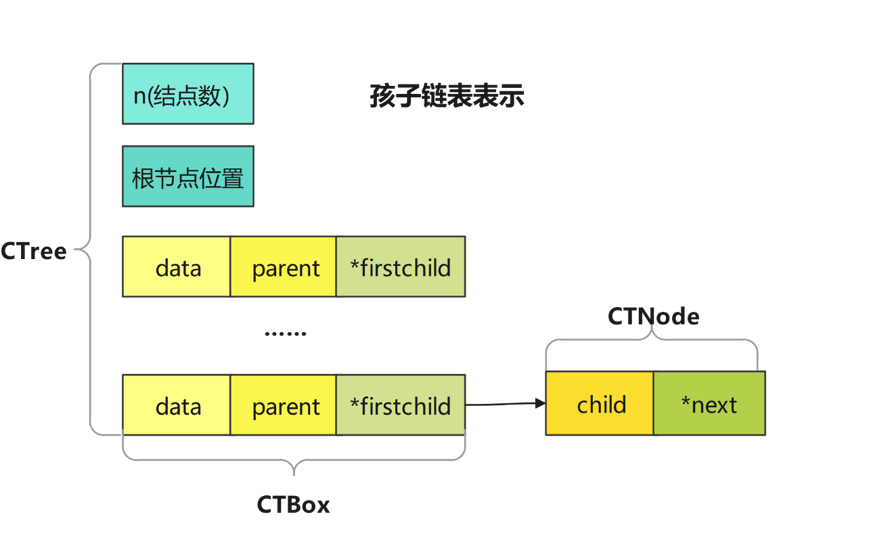 n(结点数）
孩子链表表示
根节点位置
CTree
data parent *firstchild
......
CTNode
data parent *firstchild
child *next
CTBox